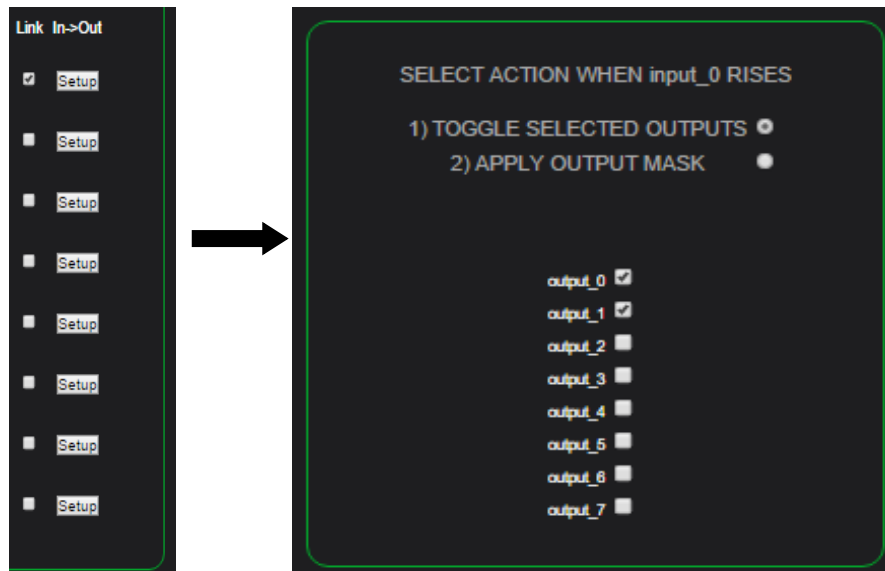 Link In->Out
Setup
Setup
Setup
Setup
Setup
Setup
Setup
Setup
SELECT ACTION WHEN input_0 RISES
1) TOGGLE SELECTED OUTPUTS
2) APPLY OUTPUT MASK
output_0
output_1
output_2
output_3
output_4
output_5
output_6
output_7